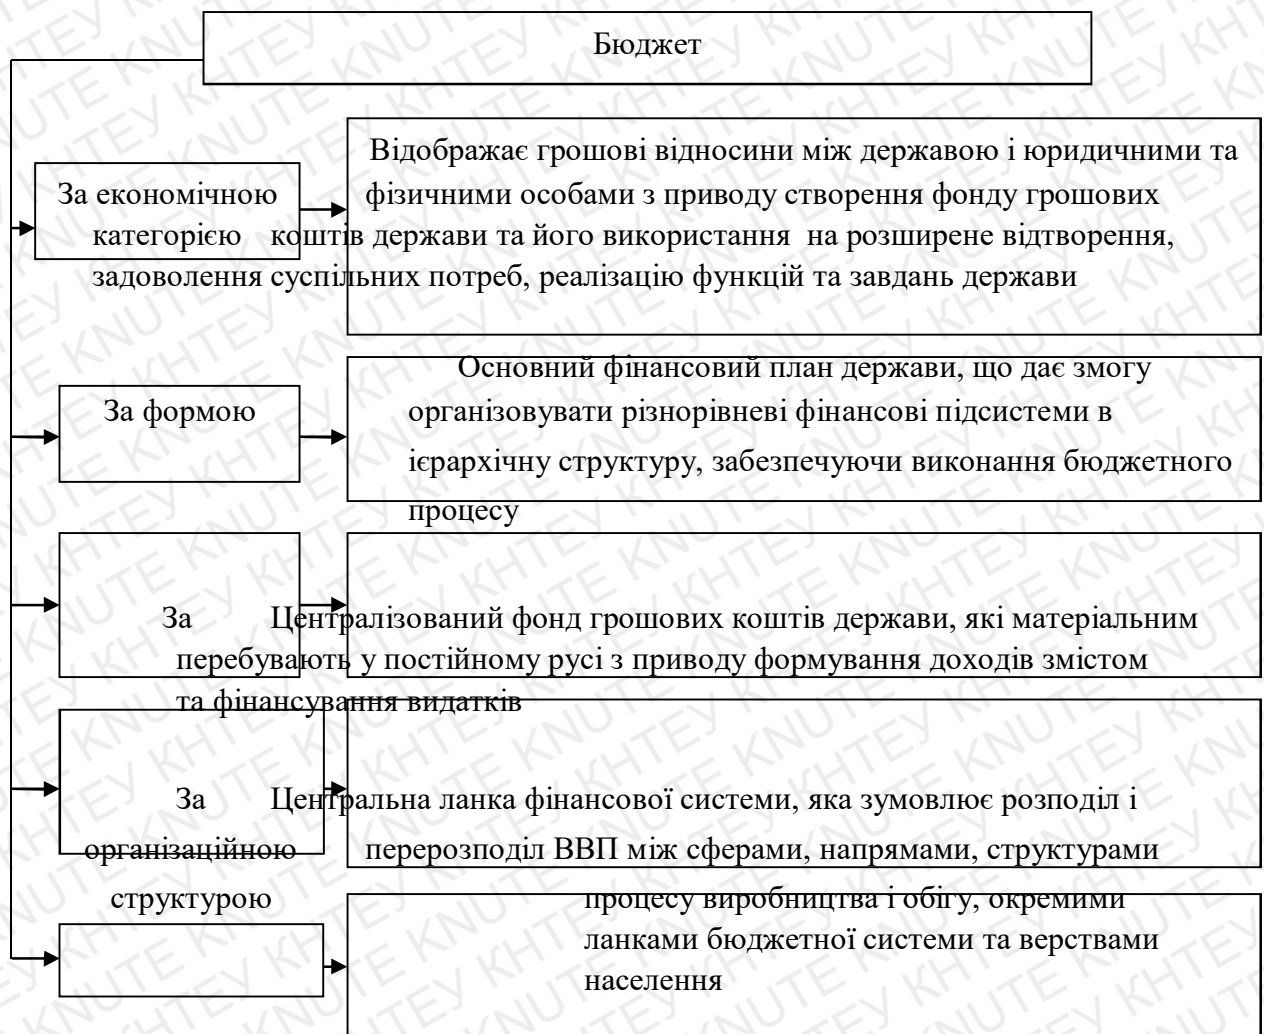 Бюджет
Відображає грошові відносини між державою і юридичними та
За економічною фізичними особами з приводу створення фонду грошових
категорією коштів держави та його використання на розширене відтворення,
задоволення суспільних потреб, реалізацію функцій та завдань держави
Основний фінансовий план держави, що дає змогу
За формою організовувати різнорівневі фінансові підсистеми в
ієрархічну структуру, забезпечуючи виконання бюджетного
процесу
За Централізований фонд грошових коштів держави, які матеріальним
перебувають у постійному русі з приводу формування доходів змістом
та фінансування видатків
За Центральна ланка фінансової системи, яка зумовлює розподіл і
організаційною перерозподіл ВВП між сферами, напрямами, структурами
структурою процесу виробництва і обігу, окремими
ланками бюджетної системи та верствами
населення